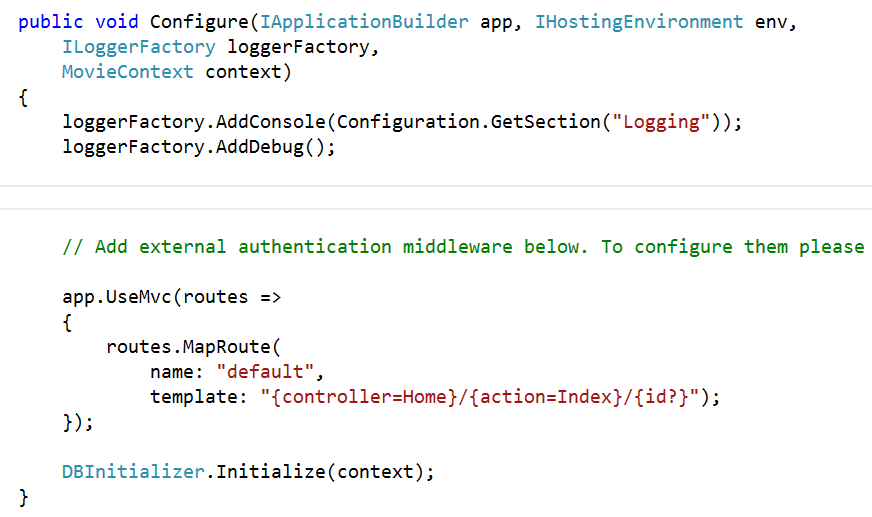 public void Configure(IApplicationBuilder app, IHostingEnvironment env,
    ILoggerFactory loggerFactory,
    MovieContext context)
{
    loggerFactory.AddConsole(Configuration.GetSection("Logging"));
    loggerFactory.AddDebug();
    // Add external authentication middleware below. To configure them please
    app.UseMvc(routes =>
    {
        routes.MapRoute(
            name: "default",
            template: "{controller=Home}/{action=Index}/{id?}");
    });
    DBInitializer.Initialize(context);
}